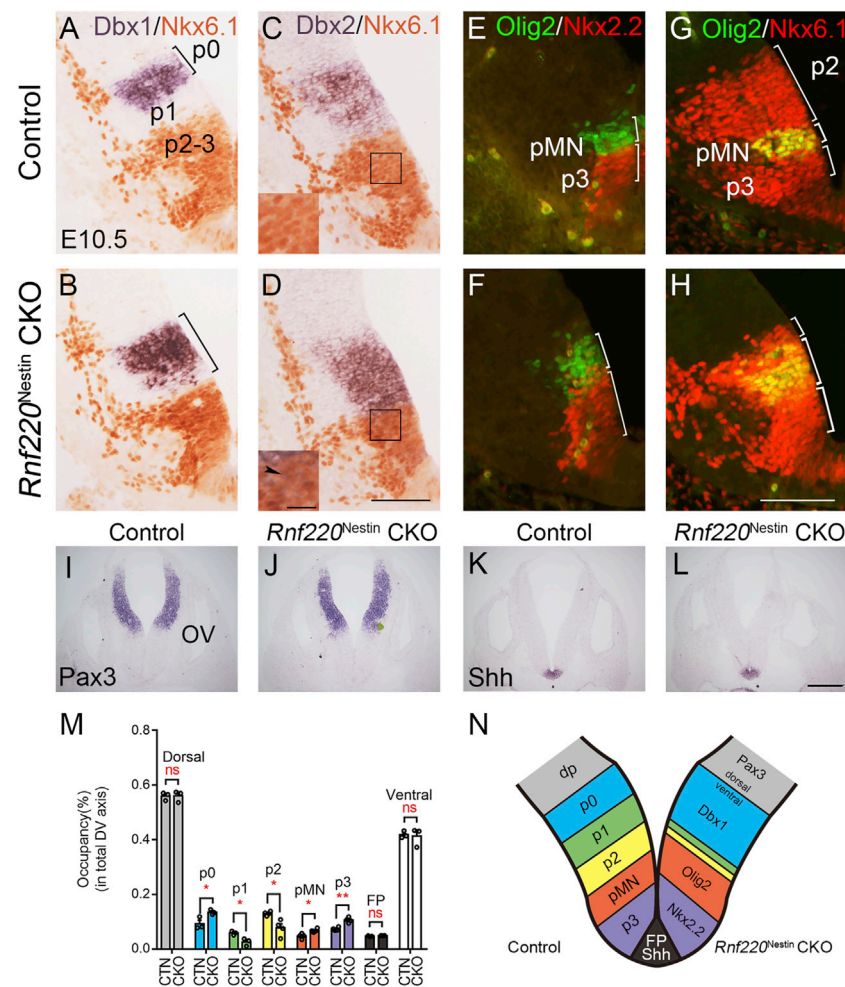 A Dbx1/Nkx6.1
p0
p1
p2-3
E10.5
C Dbx2/Nkx6.1
E Olig2/Nkx2.2
pMN
p3
G Olig2/Nkx6.1
p2
pMN
p3
Control
B
D
F
H
Rnf220Nestin CKO
Control
Rnf220Nestin CKO
Control
Rnf220Nestin CKO
I
OV
Pax3
J
K
Shh
L
M
Occupancy(%)
(in total DV axis)
0.8
0.6
0.4
0.2
0.0
Dorsal
ns
p0
*
p1
*
p2
*
pMN
*
p3
**
FP
ns
Ventral
ns
CTN CKO CTN CKO CTN CKO CTN CKO CTN CKO CTN CKO CTN CKO CTN CKO
N
dp
p0
p1
p2
pMN
p3
Pax3
dorsal
ventral
Dbx1
Olig2
Nkx2.2
FP
Shh
Control
Rnf220Nestin CKO